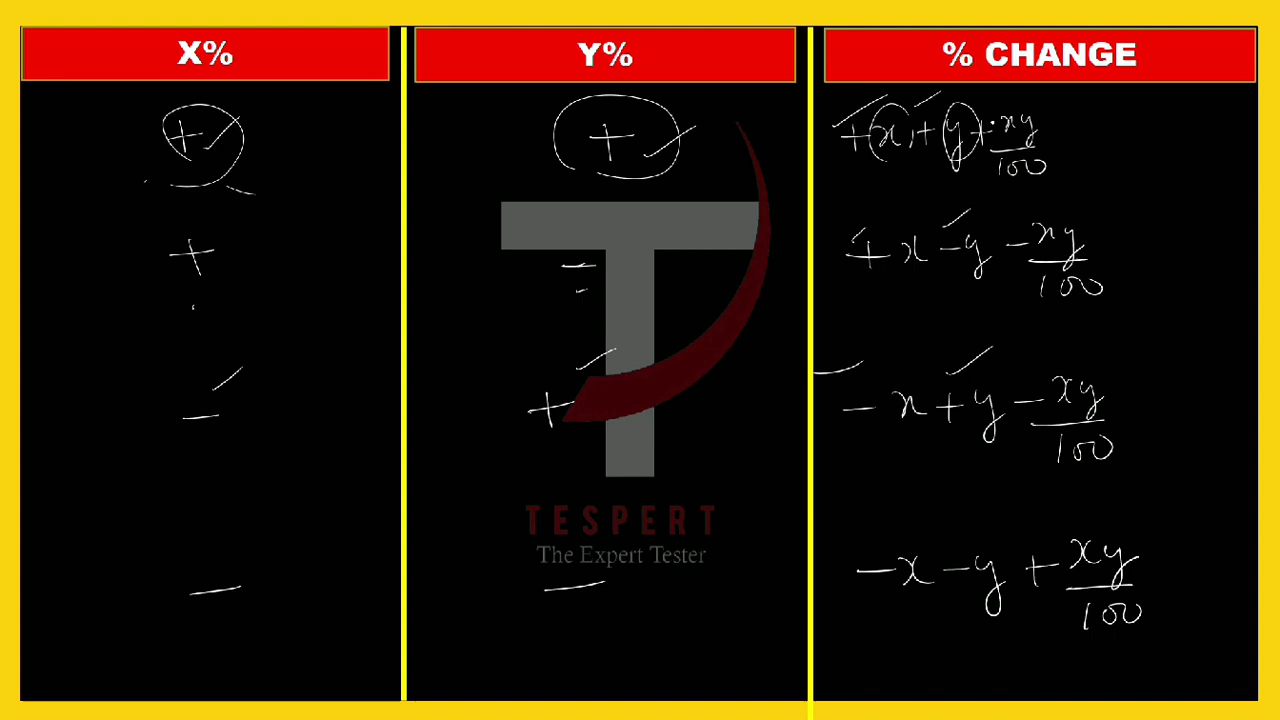 X% Y% % CHANGE
+ + +x + y + xy/100
+ - +x - y - xy/100
- + - x + y - xy/100
- - - x - y + xy/100
TESPERT
The Expert Tester